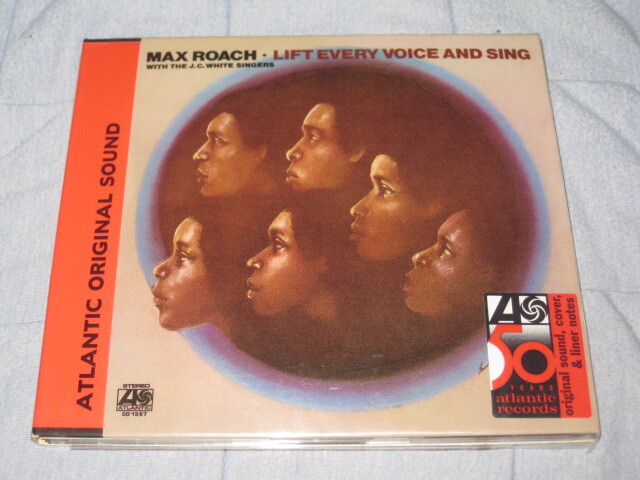 MAX ROACH · LIFT EVERY VOICE AND SING
WITH THE J.C. WHITE SINGERS
ATLANTIC ORIGINAL SOUND
STEREO
ATLANTIC
SD 1587
50
YEARS
atlantic
records
original sound, cover,
& liner notes